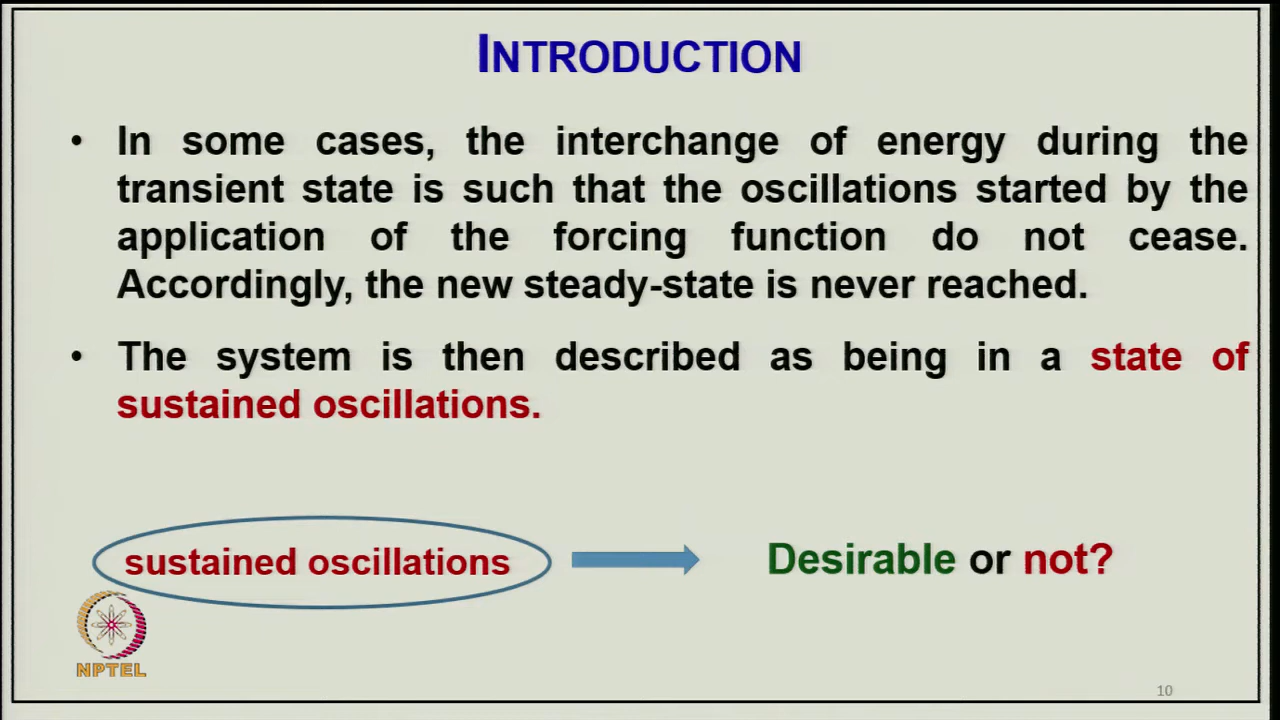 INTRODUCTION
• In some cases, the interchange of energy during the
transient state is such that the oscillations started by the
application of the forcing function do not cease.
Accordingly, the new steady-state is never reached.
• The system is then described as being in a state of
sustained oscillations.
sustained oscillations Desirable or not?
NPTEL
10